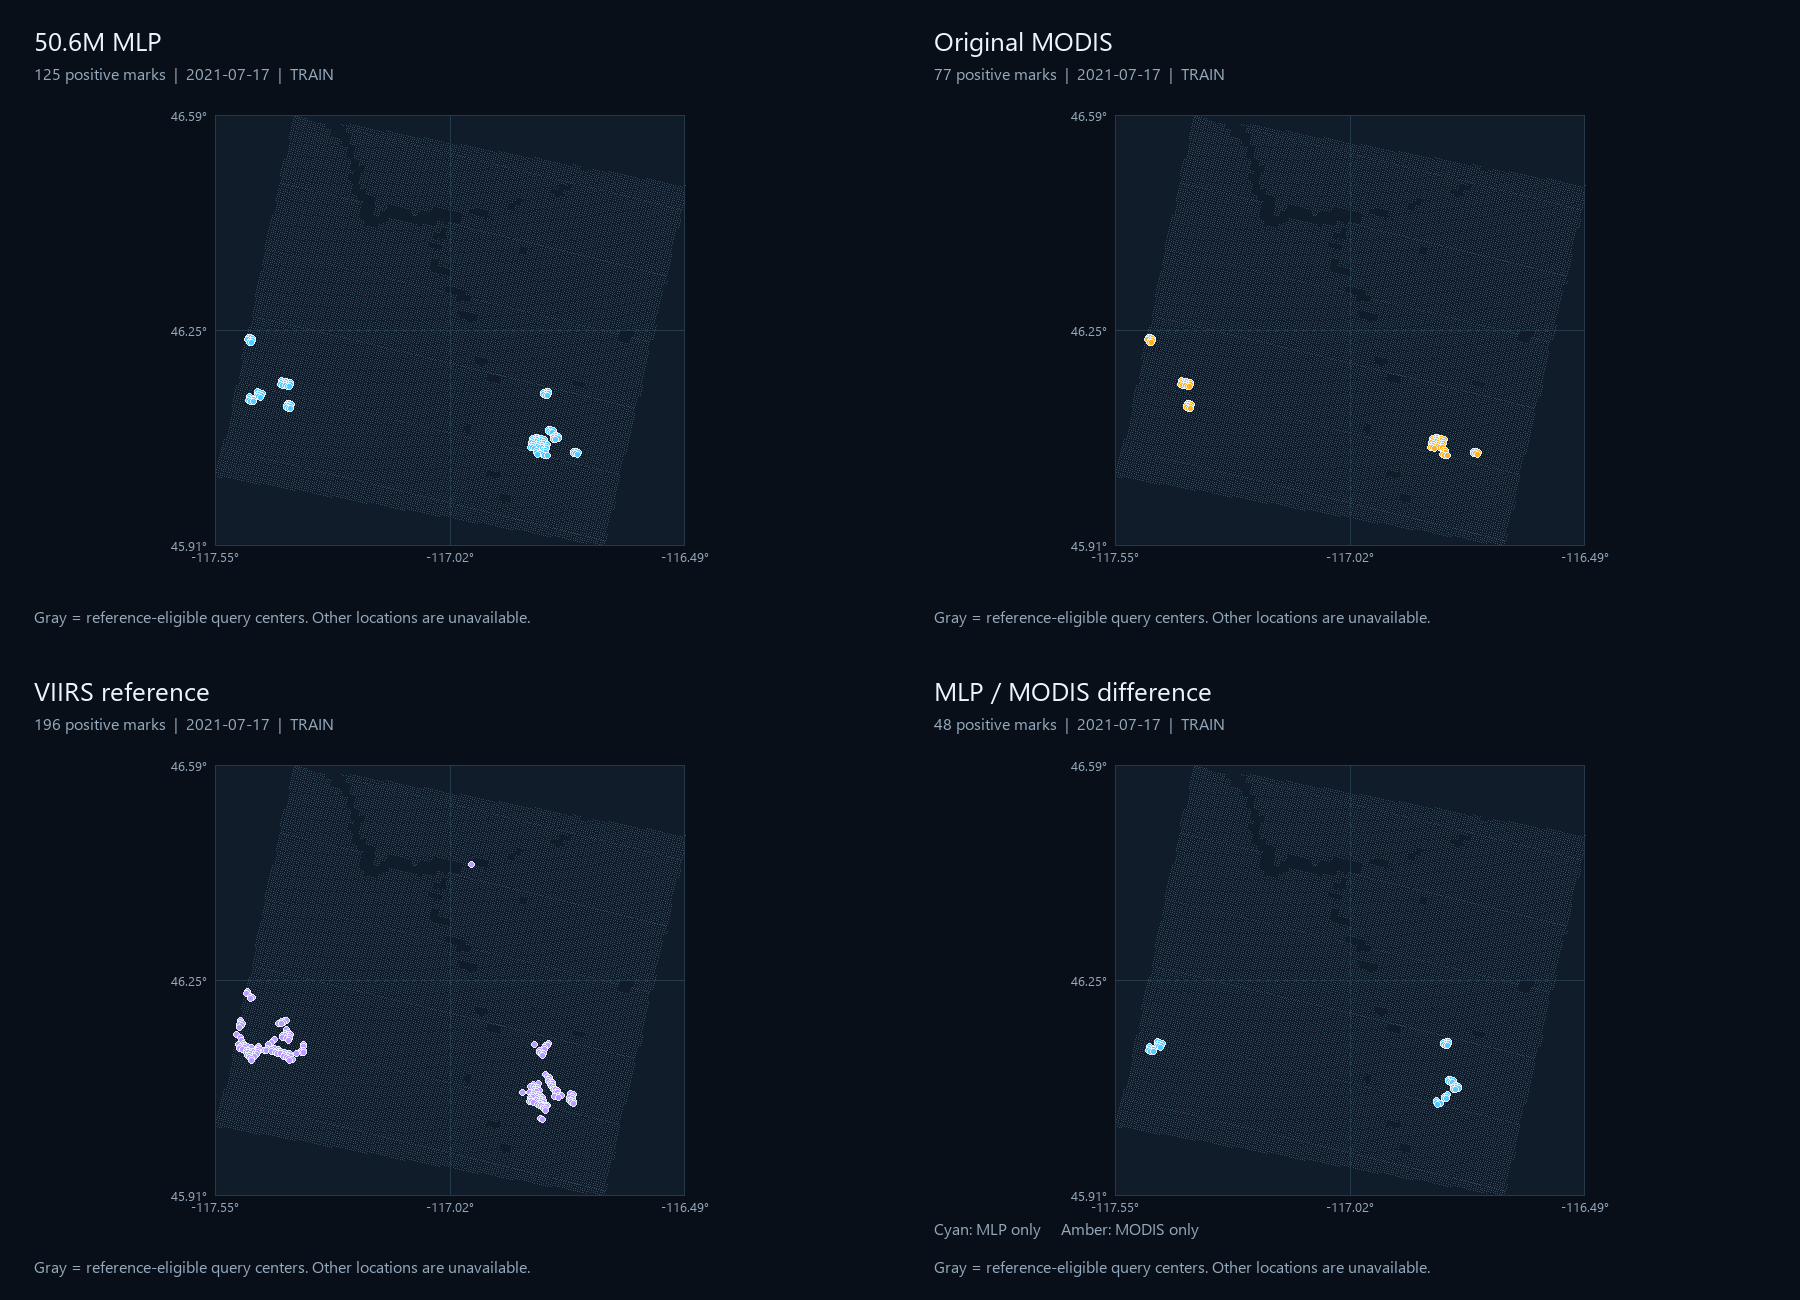 50.6M MLP
125 positive marks | 2021-07-17 | TRAIN
46.59°
46.25°
45.91°
-117.55°
-117.02°
-116.49°
Gray = reference-eligible query centers. Other locations are unavailable.
Original MODIS
77 positive marks | 2021-07-17 | TRAIN
46.59°
46.25°
45.91°
-117.55°
-117.02°
-116.49°
Gray = reference-eligible query centers. Other locations are unavailable.
VIIRS reference
196 positive marks | 2021-07-17 | TRAIN
46.59°
46.25°
45.91°
-117.55°
-117.02°
-116.49°
Gray = reference-eligible query centers. Other locations are unavailable.
MLP / MODIS difference
48 positive marks | 2021-07-17 | TRAIN
46.59°
46.25°
45.91°
-117.55°
-117.02°
-116.49°
Cyan: MLP only Amber: MODIS only
Gray = reference-eligible query centers. Other locations are unavailable.